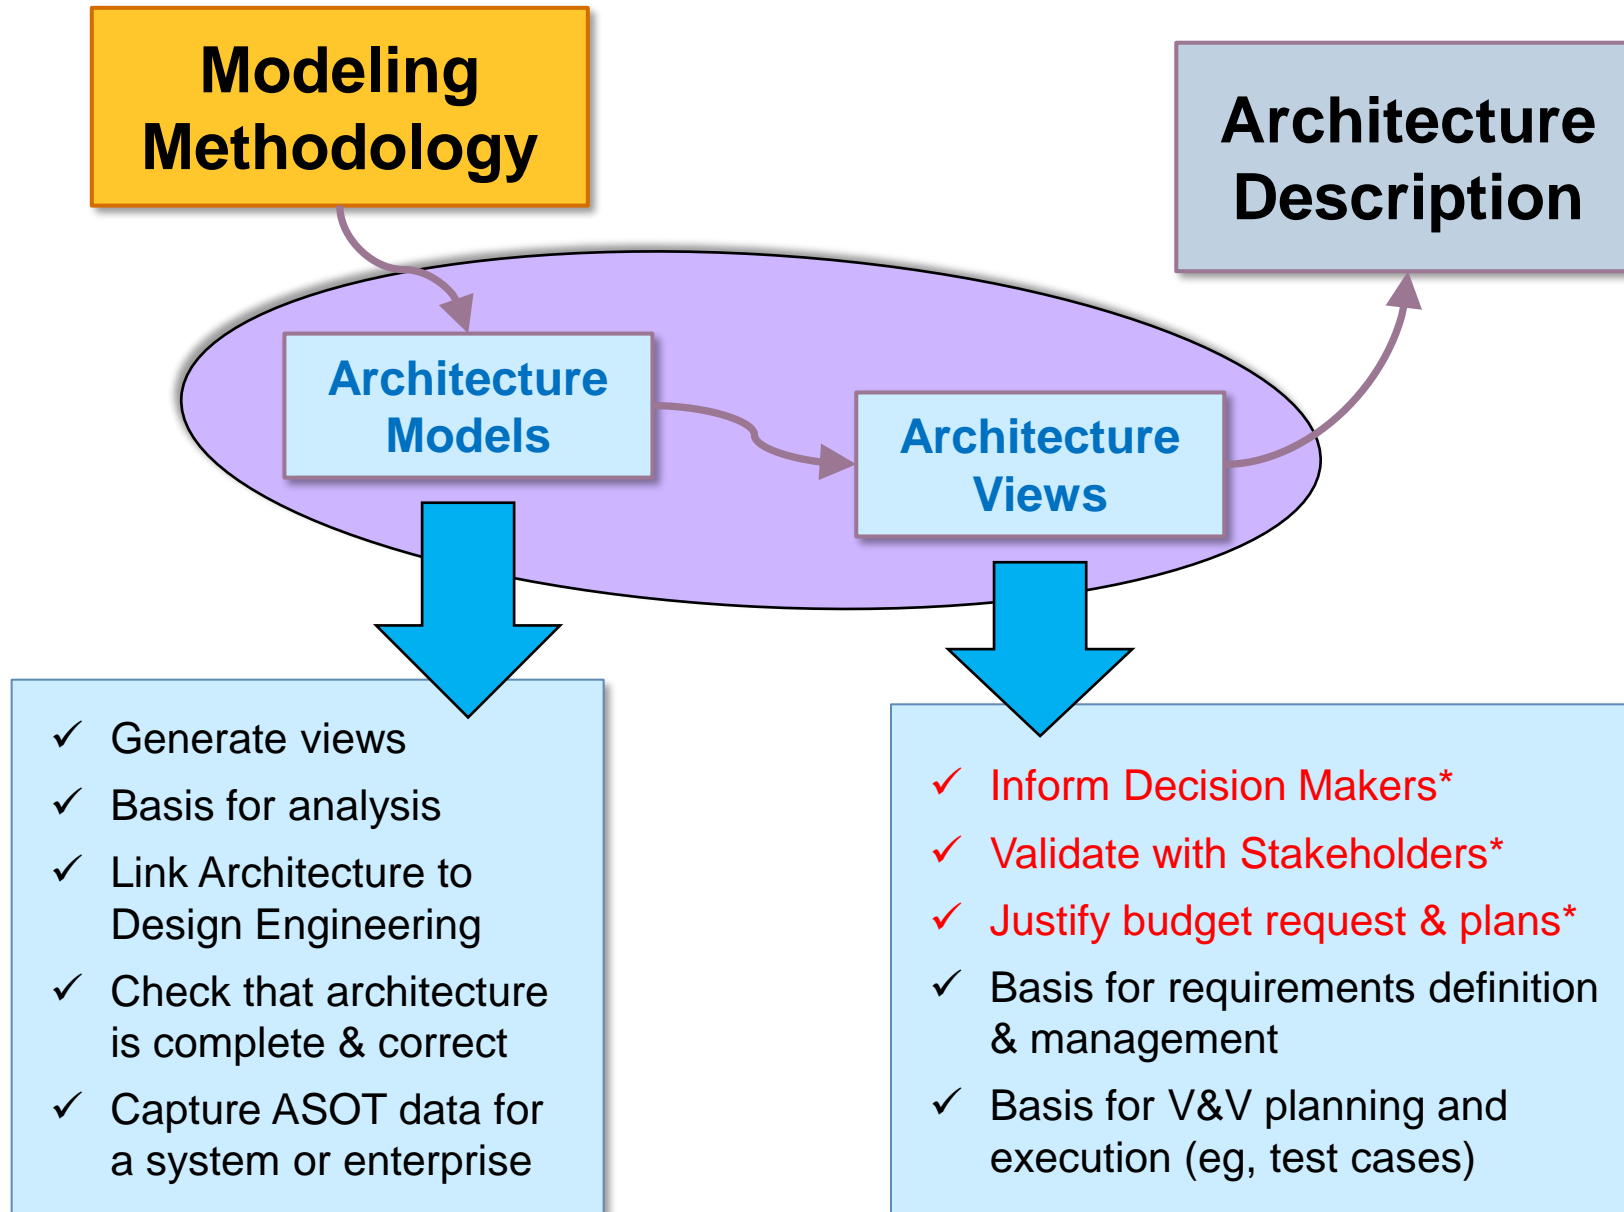 Modeling
Methodology
Architecture
Description
Architecture
Models
Architecture
Views
✓ Generate views
✓ Basis for analysis
✓ Link Architecture to
Design Engineering
✓ Check that architecture
is complete & correct
✓ Capture ASOT data for
a system or enterprise
✓ Inform Decision Makers*
✓ Validate with Stakeholders*
✓ Justify budget request & plans*
✓ Basis for requirements definition
& management
✓ Basis for V&V planning and
execution (eg, test cases)